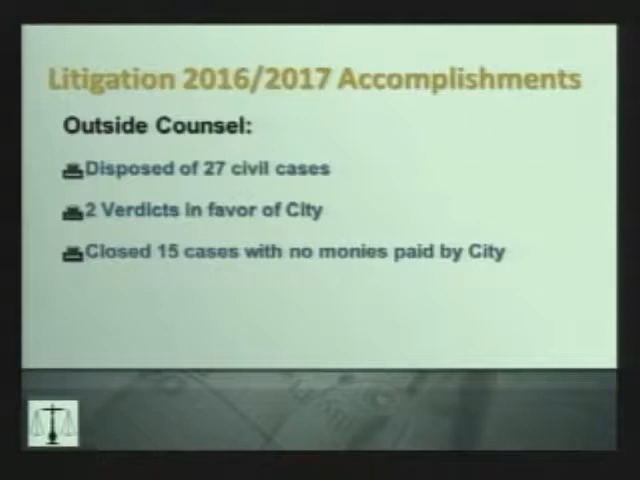 Litigation 2016/2017 Accomplishments
Outside Counsel:
Disposed of 27 civil cases
2 Verdicts in favor of City
Closed 15 cases with no monies paid by City